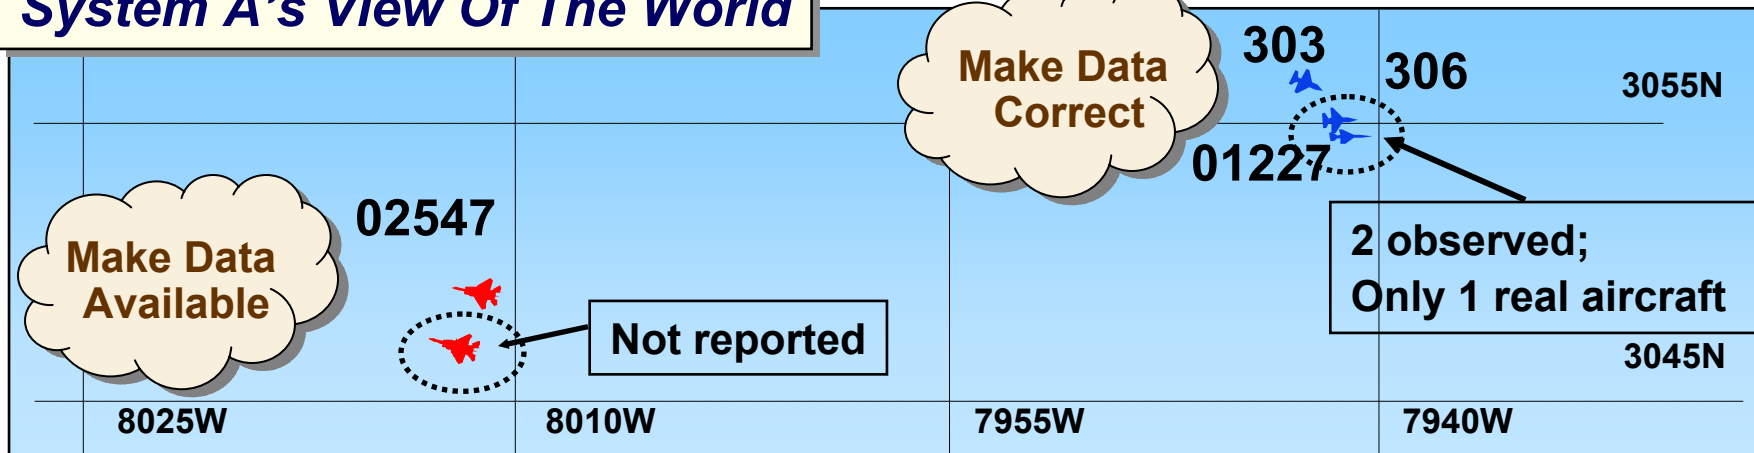 System A's View Of The World
Make Data
Correct
303
306
3055N
01227
Make Data
Available
02547
2 observed;
Only 1 real aircraft
Not reported
3045N
8025W
8010W
7955W
7940W